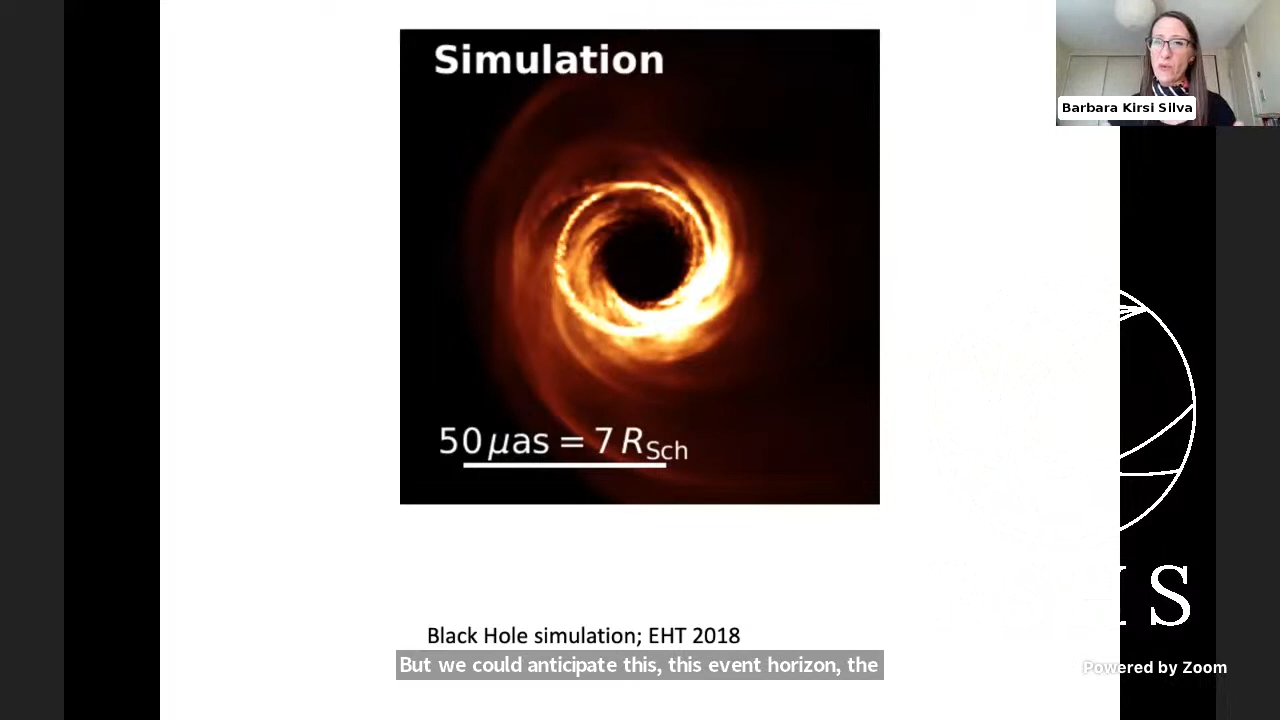 Simulation
Barbara Kirsi Silva
50 μas = 7 R_Sch
S
Black Hole simulation; EHT 2018
But we could anticipate this, this event horizon, the
Powered by Zoom